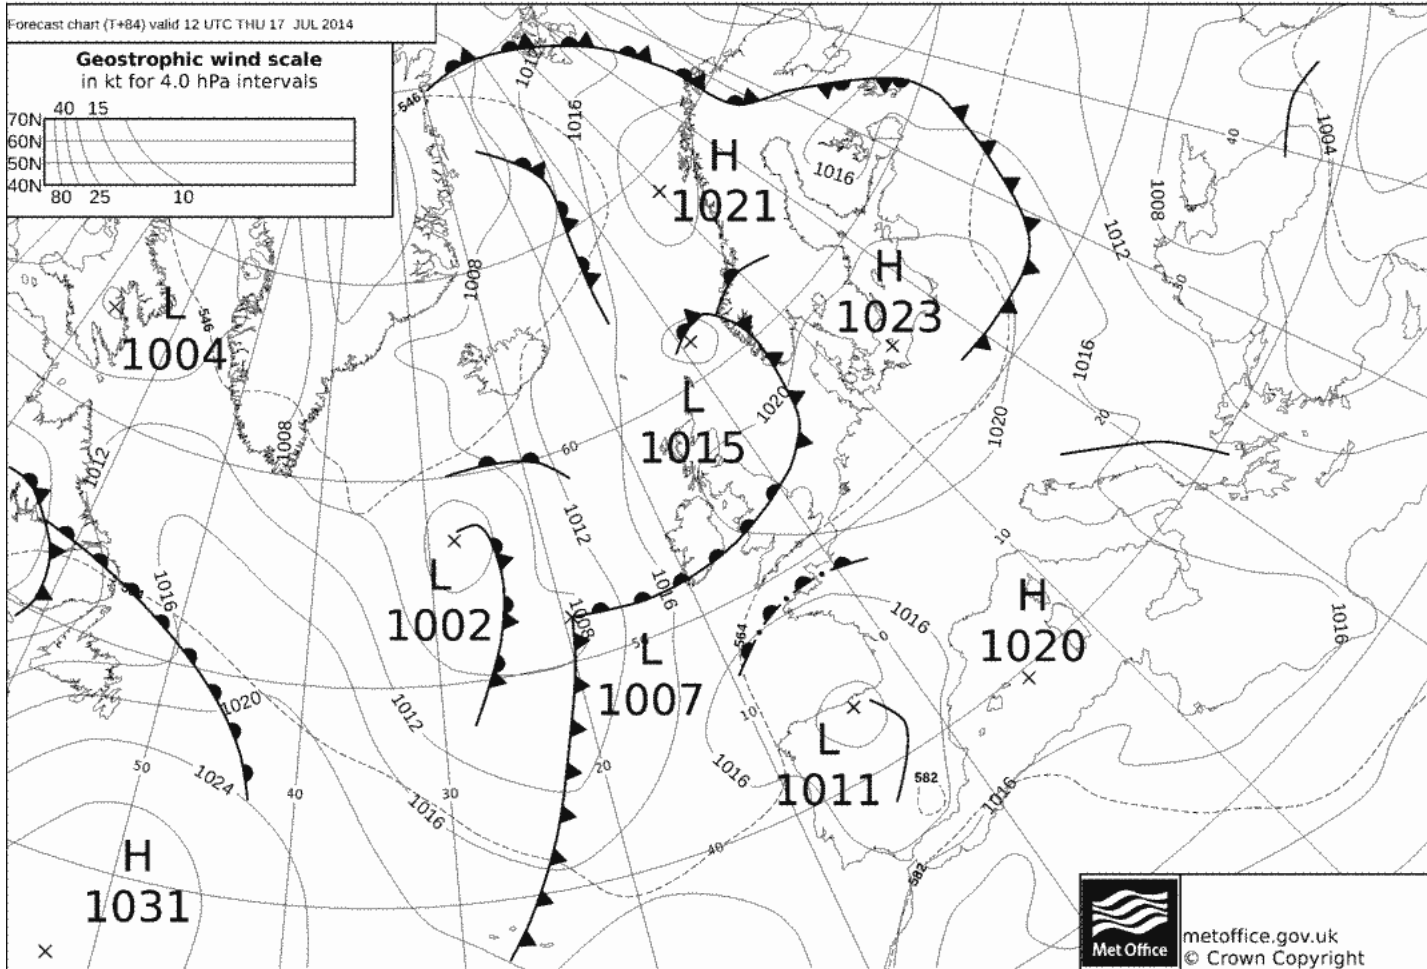 Forecast chart (T+84) valid 12 UTC THU 17 JUL 2014
Geostrophic wind scale
in kt for 4.0 hPa intervals
40 15
70N
60N
50N
40N
80 25 10
546
1016
1004
40
1016
H
1021
1016
1008
1012
H
1023
1008
L
1004
546
50
1016
L
1015
1020
1020
20
1008
1012
60
1012
10
L
1002
1016
1016
1008
564
1016
H
1020
1016
0
50
L
1007
10
1020
1012
L
1011
1016
582
1016
50
1024
40
30
20
1016
40
582
H
1031
Met Office
metoffice.gov.uk
© Crown Copyright